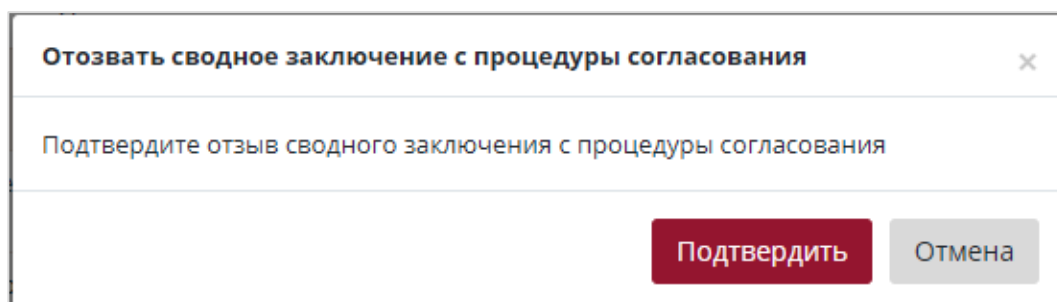 Отозвать сводное заключение с процедуры согласования
×
Подтвердите отзыв сводного заключения с процедуры согласования
Подтвердить Отмена